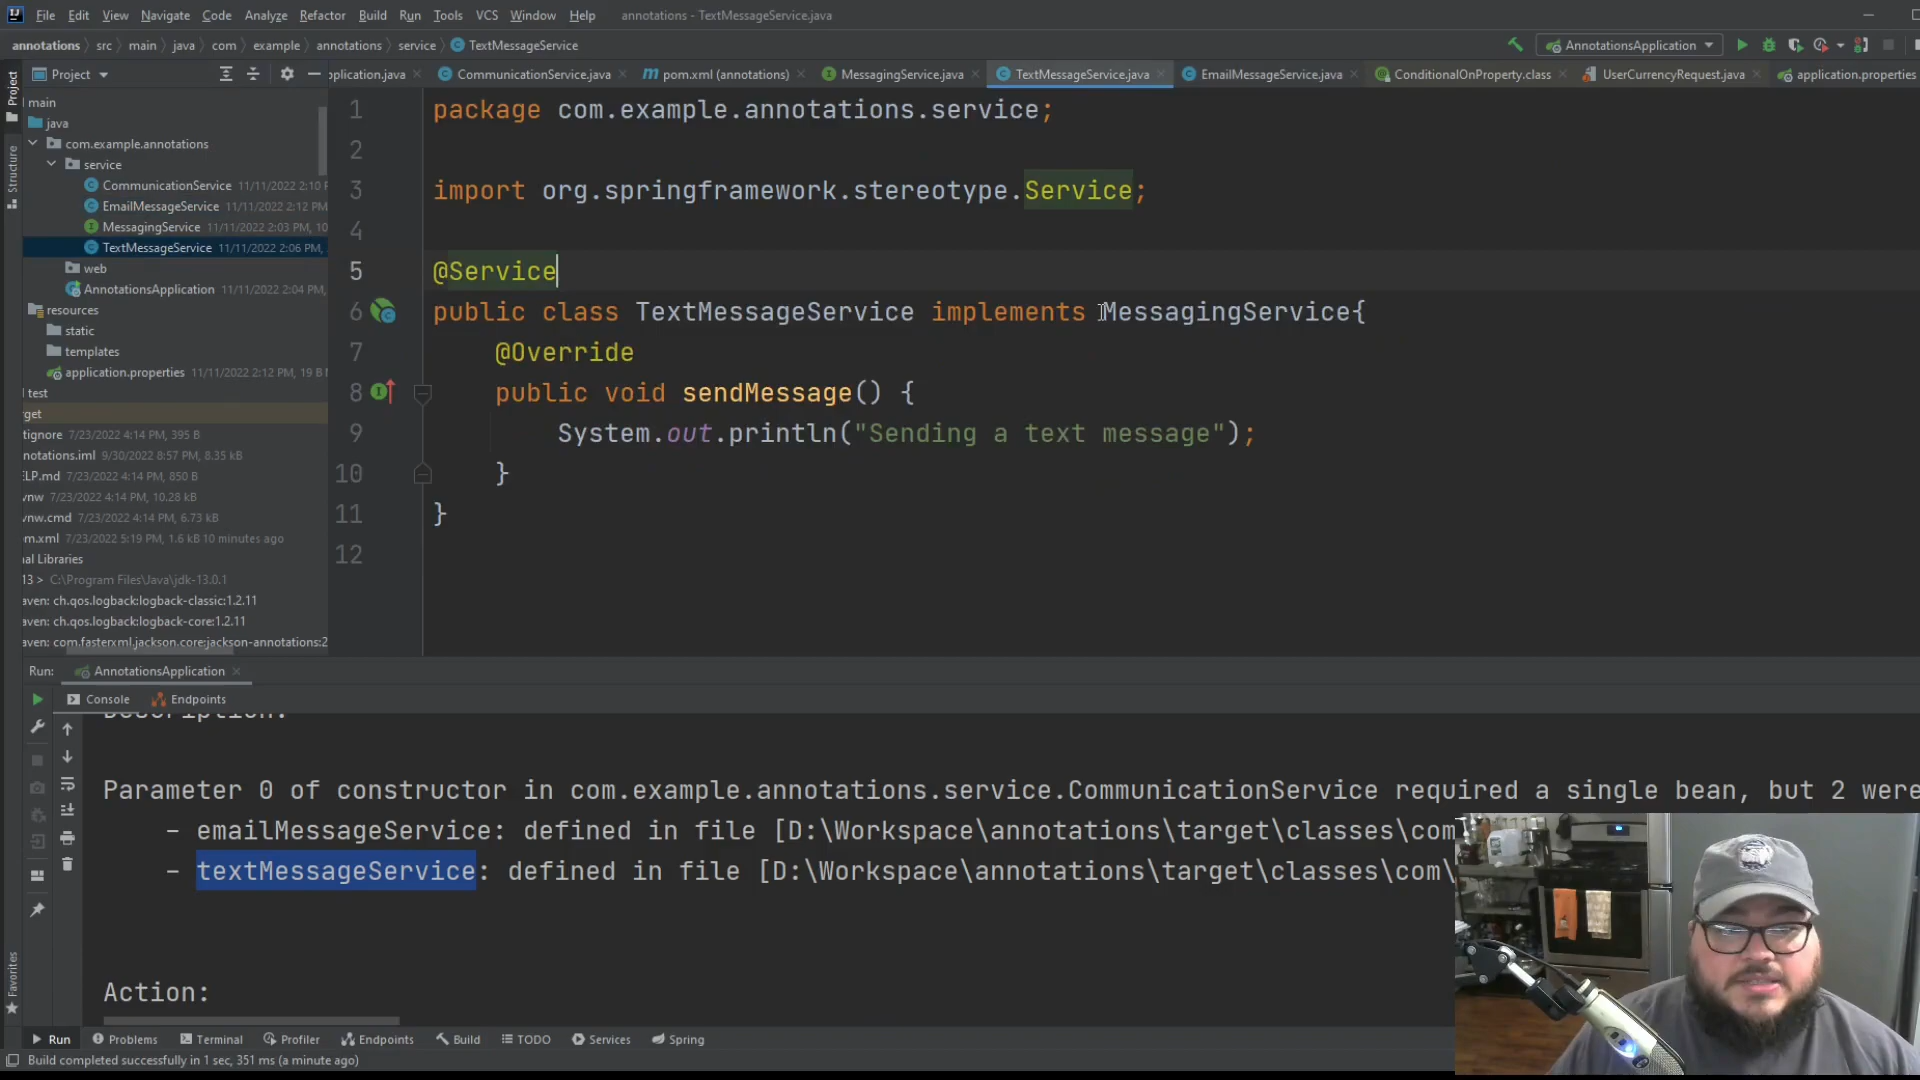 File Edit View Navigate Code Analyze Refactor Build Run Tools VCS Window Help annotations - TextMessageService.java
annotations src main java com example annotations service TextMessageService AnnotationsApplication
Project pplication.java CommunicationService.java pom.xml (annotations) MessagingService.java TextMessageService.java EmailMessageService.java ConditionalOnProperty.class UserCurrencyRequest.java application.properties
Project
Structure
Favorites
main
java
com.example.annotations
service
CommunicationService 11/11/2022 2:10 P
EmailMessageService 11/11/2022 2:12 PM,
MessagingService 11/11/2022 2:03 PM, 10
TextMessageService 11/11/2022 2:06 PM,
web
AnnotationsApplication 11/11/2022 2:04 PM,
resources
static
templates
application.properties 11/11/2022 2:12 PM, 19 B
test
rget
tignore 7/23/2022 4:14 PM, 395 B
notations.iml 9/30/2022 8:57 PM, 8.35 kB
ELP.md 7/23/2022 4:14 PM, 850 B
vnw 7/23/2022 4:14 PM, 10.28 kB
vnw.cmd 7/23/2022 4:14 PM, 6.73 kB
om.xml 7/23/2022 5:19 PM, 1.6 kB 10 minutes ago
nal Libraries
13 > C:\Program Files\Java\jdk-13.0.1
aven: ch.qos.logback:logback-classic:1.2.11
aven: ch.qos.logback:logback-core:1.2.11
aven: com.fasterxml.jackson.core:jackson-annotations:2
1 package com.example.annotations.service;
2
3 import org.springframework.stereotype.Service;
4
5 @Service
6 public class TextMessageService implements MessagingService{
7 @Override
8 public void sendMessage() {
9 System.out.println("Sending a text message");
10 }
11 }
12
Run: AnnotationsApplication
Console Endpoints
Description:
Parameter 0 of constructor in com.example.annotations.service.CommunicationService required a single bean, but 2 were
- emailMessageService: defined in file [D:\Workspace\annotations\target\classes\com
- textMessageService: defined in file [D:\Workspace\annotations\target\classes\com\
Action:
Run Problems Terminal Profiler Endpoints Build TODO Services Spring
Build completed successfully in 1 sec, 351 ms (a minute ago)